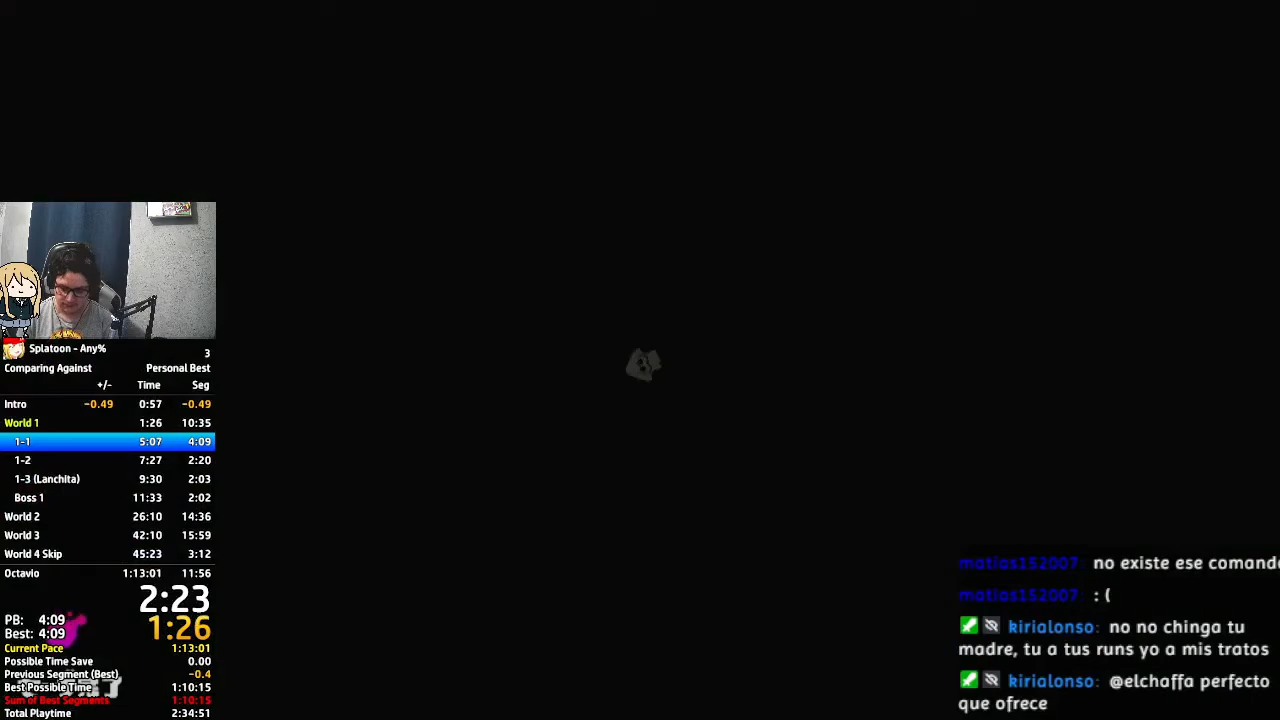 Splatoon - Any%
3
Comparing Against Personal Best
+/- Time Seg
Intro −0.49 0:57 −0.49
World 1 1:26 10:35
1-1 5:07 4:09
1-2 7:27 2:20
1-3 (Lanchita) 9:30 2:03
Boss 1 11:33 2:02
World 2 26:10 14:36
World 3 42:10 15:59
World 4 Skip 45:23 3:12
Octavio 1:13:01 11:56
2:23
PB: 4:09
Best: 4:09
1:26
Current Pace 1:13:01
Possible Time Save 0.00
Previous Segment (Best) −0.4
Best Possible Time 1:10:15
Sum of Best Segments 1:10:15
Total Playtime 2:34:51
matias152007: no existe ese comando
matias152007: : (
kirialonso: no no chinga tu
madre, tu a tus runs yo a mis tratos
kirialonso: @elchaffa perfecto
que ofrece